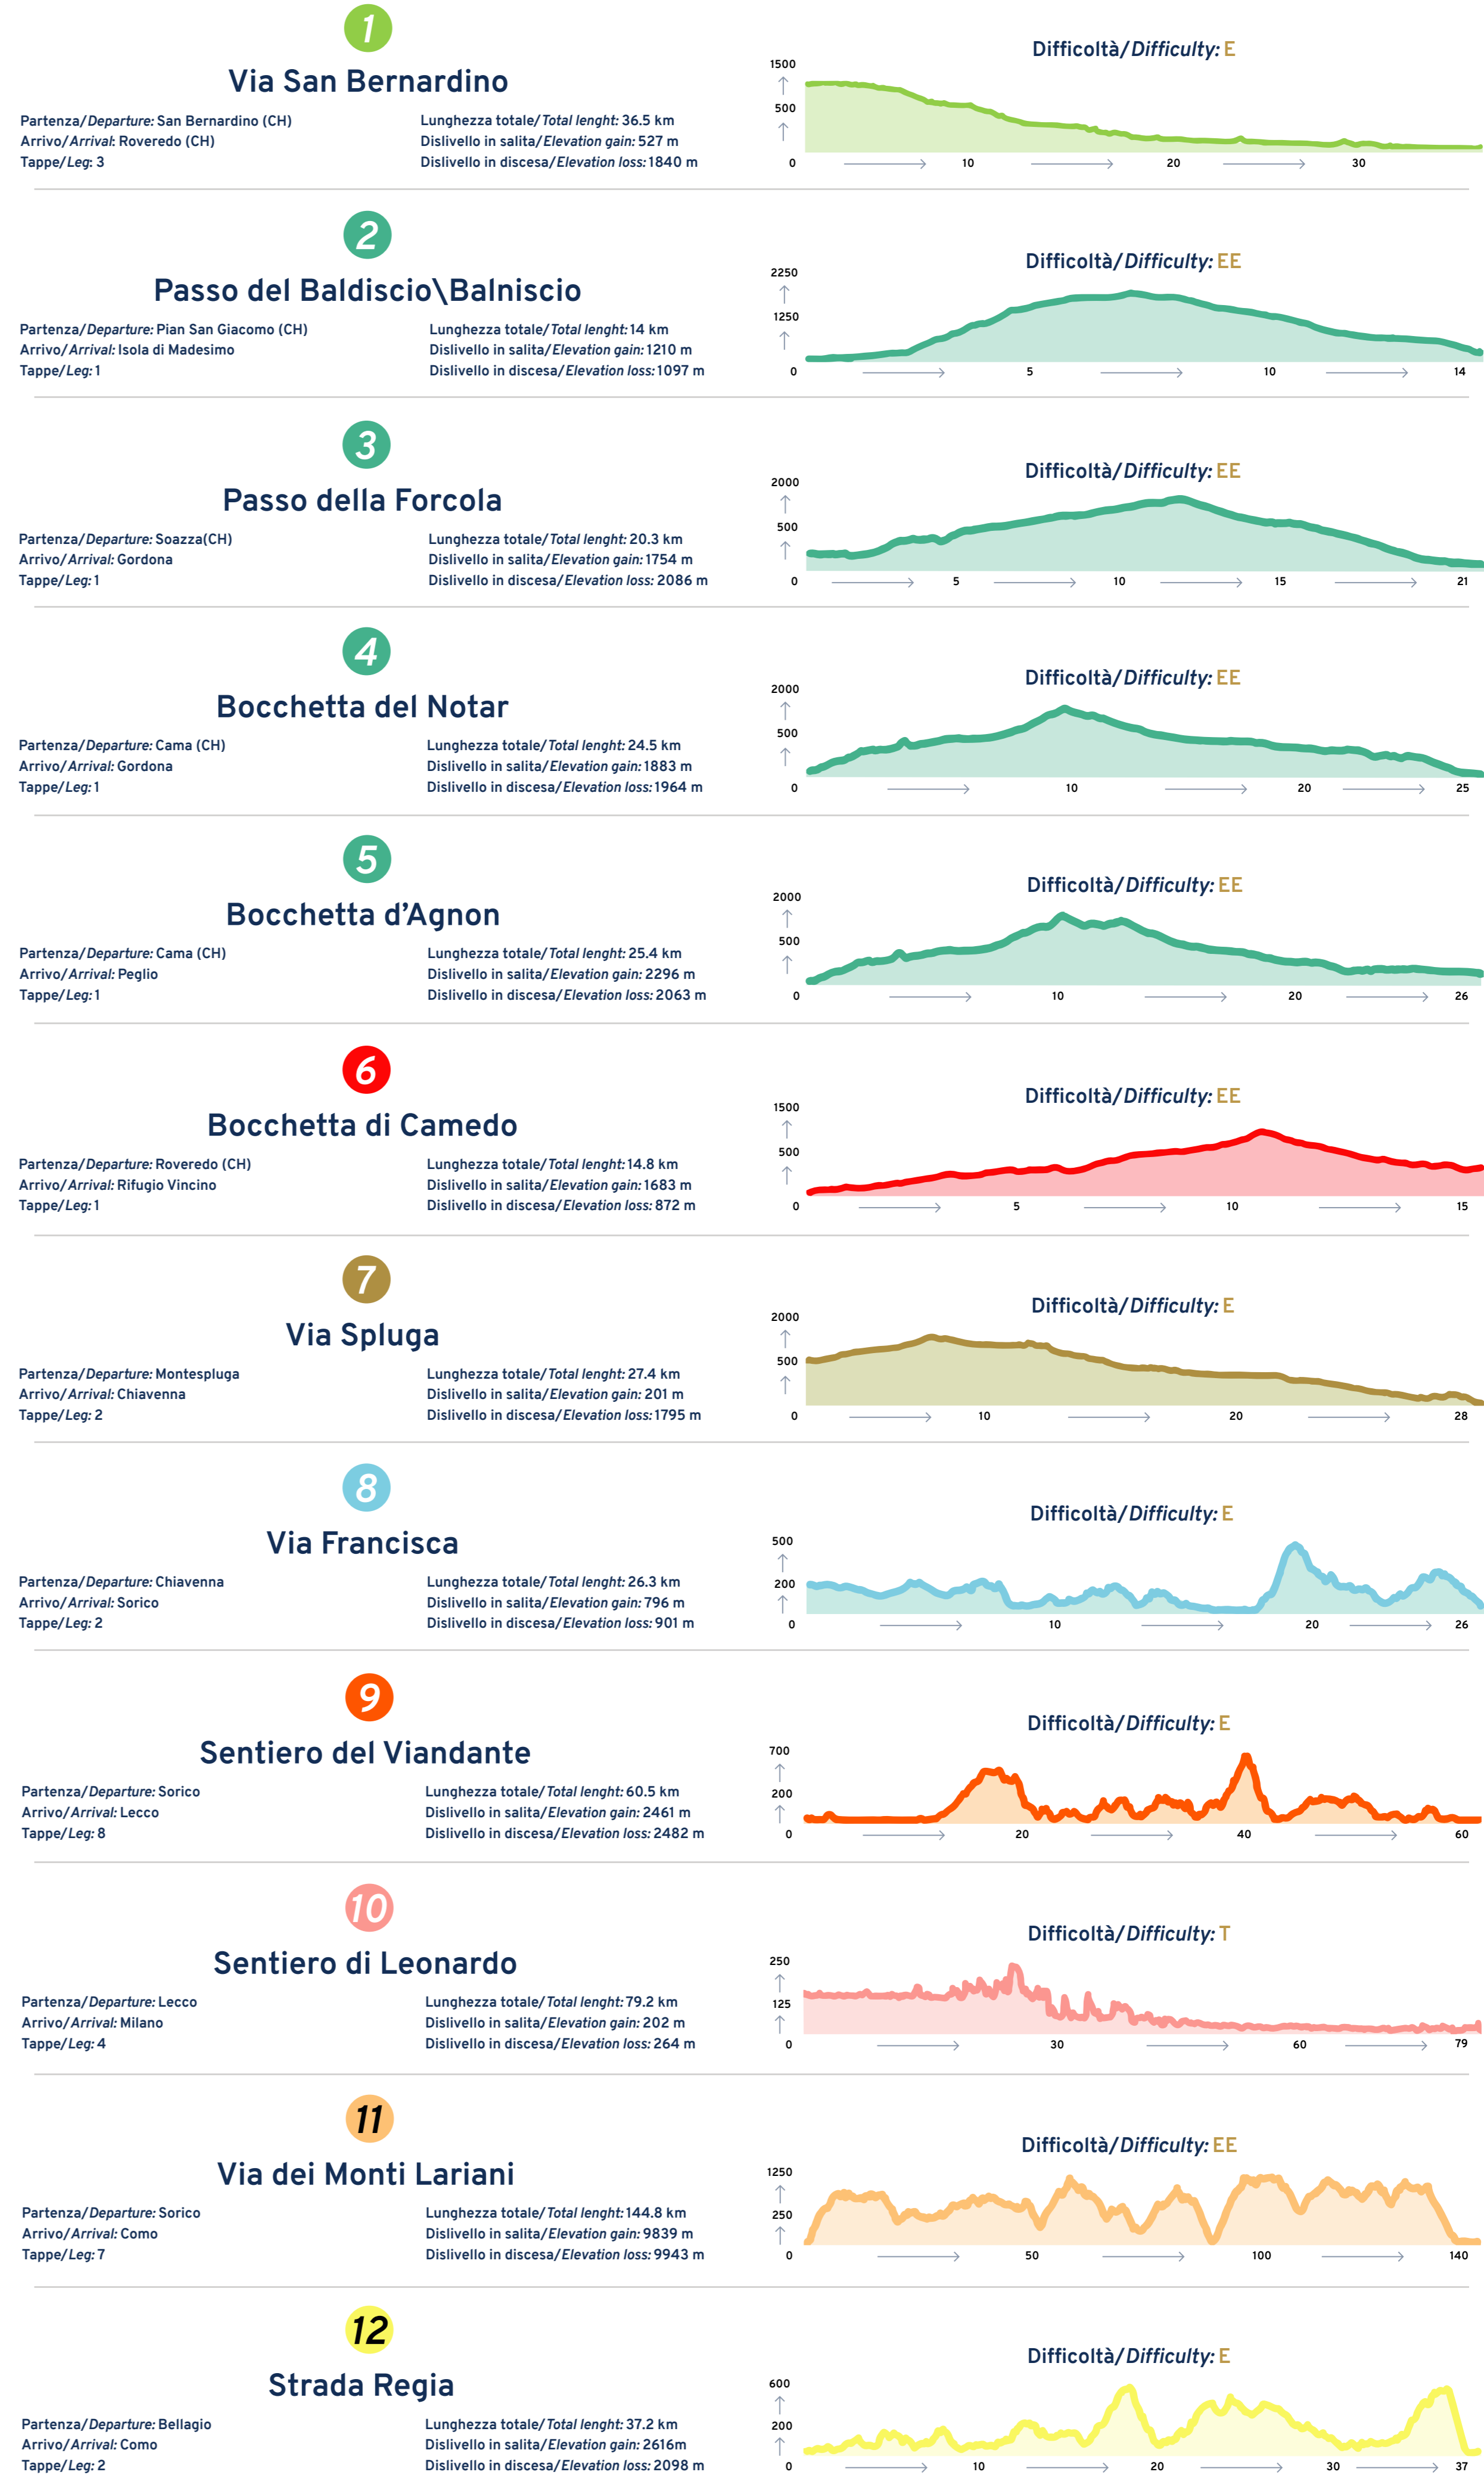 1
Via San Bernardino
Partenza/Departure: San Bernardino (CH)
Arrivo/Arrival: Roveredo (CH)
Tappe/Leg: 3
Lunghezza totale/Total lenght: 36.5 km
Dislivello in salita/Elevation gain: 527 m
Dislivello in discesa/Elevation loss: 1840 m
Difficoltà/Difficulty: E
1500
500
0 10 20 30
2
Passo del Baldiscio\Balniscio
Partenza/Departure: Pian San Giacomo (CH)
Arrivo/Arrival: Isola di Madesimo
Tappe/Leg: 1
Lunghezza totale/Total lenght: 14 km
Dislivello in salita/Elevation gain: 1210 m
Dislivello in discesa/Elevation loss: 1097 m
Difficoltà/Difficulty: EE
2250
1250
0 5 10 14
3
Passo della Forcola
Partenza/Departure: Soazza(CH)
Arrivo/Arrival: Gordona
Tappe/Leg: 1
Lunghezza totale/Total lenght: 20.3 km
Dislivello in salita/Elevation gain: 1754 m
Dislivello in discesa/Elevation loss: 2086 m
Difficoltà/Difficulty: EE
2000
500
0 5 10 15 21
4
Bocchetta del Notar
Partenza/Departure: Cama (CH)
Arrivo/Arrival: Gordona
Tappe/Leg: 1
Lunghezza totale/Total lenght: 24.5 km
Dislivello in salita/Elevation gain: 1883 m
Dislivello in discesa/Elevation loss: 1964 m
Difficoltà/Difficulty: EE
2000
500
0 10 20 25
5
Bocchetta d’Agnon
Partenza/Departure: Cama (CH)
Arrivo/Arrival: Peglio
Tappe/Leg: 1
Lunghezza totale/Total lenght: 25.4 km
Dislivello in salita/Elevation gain: 2296 m
Dislivello in discesa/Elevation loss: 2063 m
Difficoltà/Difficulty: EE
2000
500
0 10 20 26
6
Bocchetta di Camedo
Partenza/Departure: Roveredo (CH)
Arrivo/Arrival: Rifugio Vincino
Tappe/Leg: 1
Lunghezza totale/Total lenght: 14.8 km
Dislivello in salita/Elevation gain: 1683 m
Dislivello in discesa/Elevation loss: 872 m
Difficoltà/Difficulty: EE
1500
500
0 5 10 15
7
Via Spluga
Partenza/Departure: Montespluga
Arrivo/Arrival: Chiavenna
Tappe/Leg: 2
Lunghezza totale/Total lenght: 27.4 km
Dislivello in salita/Elevation gain: 201 m
Dislivello in discesa/Elevation loss: 1795 m
Difficoltà/Difficulty: E
2000
500
0 10 20 28
8
Via Francisca
Partenza/Departure: Chiavenna
Arrivo/Arrival: Sorico
Tappe/Leg: 2
Lunghezza totale/Total lenght: 26.3 km
Dislivello in salita/Elevation gain: 796 m
Dislivello in discesa/Elevation loss: 901 m
Difficoltà/Difficulty: E
500
200
0 10 20 26
9
Sentiero del Viandante
Partenza/Departure: Sorico
Arrivo/Arrival: Lecco
Tappe/Leg: 8
Lunghezza totale/Total lenght: 60.5 km
Dislivello in salita/Elevation gain: 2461 m
Dislivello in discesa/Elevation loss: 2482 m
Difficoltà/Difficulty: E
700
200
0 20 40 60
10
Sentiero di Leonardo
Partenza/Departure: Lecco
Arrivo/Arrival: Milano
Tappe/Leg: 4
Lunghezza totale/Total lenght: 79.2 km
Dislivello in salita/Elevation gain: 202 m
Dislivello in discesa/Elevation loss: 264 m
Difficoltà/Difficulty: T
250
125
0 30 60 79
11
Via dei Monti Lariani
Partenza/Departure: Sorico
Arrivo/Arrival: Como
Tappe/Leg: 7
Lunghezza totale/Total lenght: 144.8 km
Dislivello in salita/Elevation gain: 9839 m
Dislivello in discesa/Elevation loss: 9943 m
Difficoltà/Difficulty: EE
1250
250
0 50 100 140
12
Strada Regia
Partenza/Departure: Bellagio
Arrivo/Arrival: Como
Tappe/Leg: 2
Lunghezza totale/Total lenght: 37.2 km
Dislivello in salita/Elevation gain: 2616m
Dislivello in discesa/Elevation loss: 2098 m
Difficoltà/Difficulty: E
600
200
0 10 20 30 37